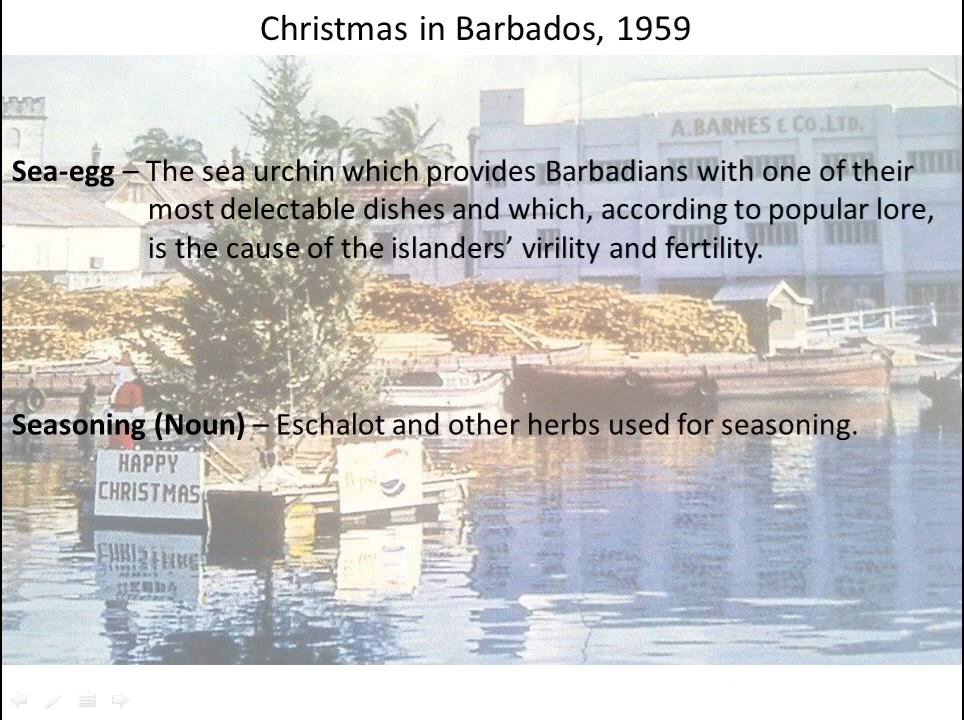 Christmas in Barbados, 1959
A.BARNES & CO.LTD.
Sea-egg – The sea urchin which provides Barbadians with one of their
most delectable dishes and which, according to popular lore,
is the cause of the islanders’ virility and fertility.
Seasoning (Noun) – Eschalot and other herbs used for seasoning.
HAPPY
CHRISTMAS